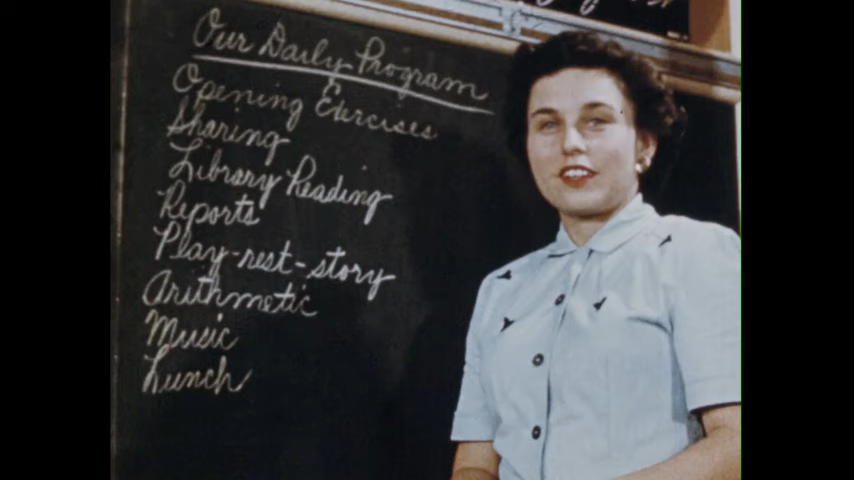 Our Daily Program
Opening Exercises
Sharing
Library Reading
Reports
Play-rest-story
Arithmetic
Music
Lunch